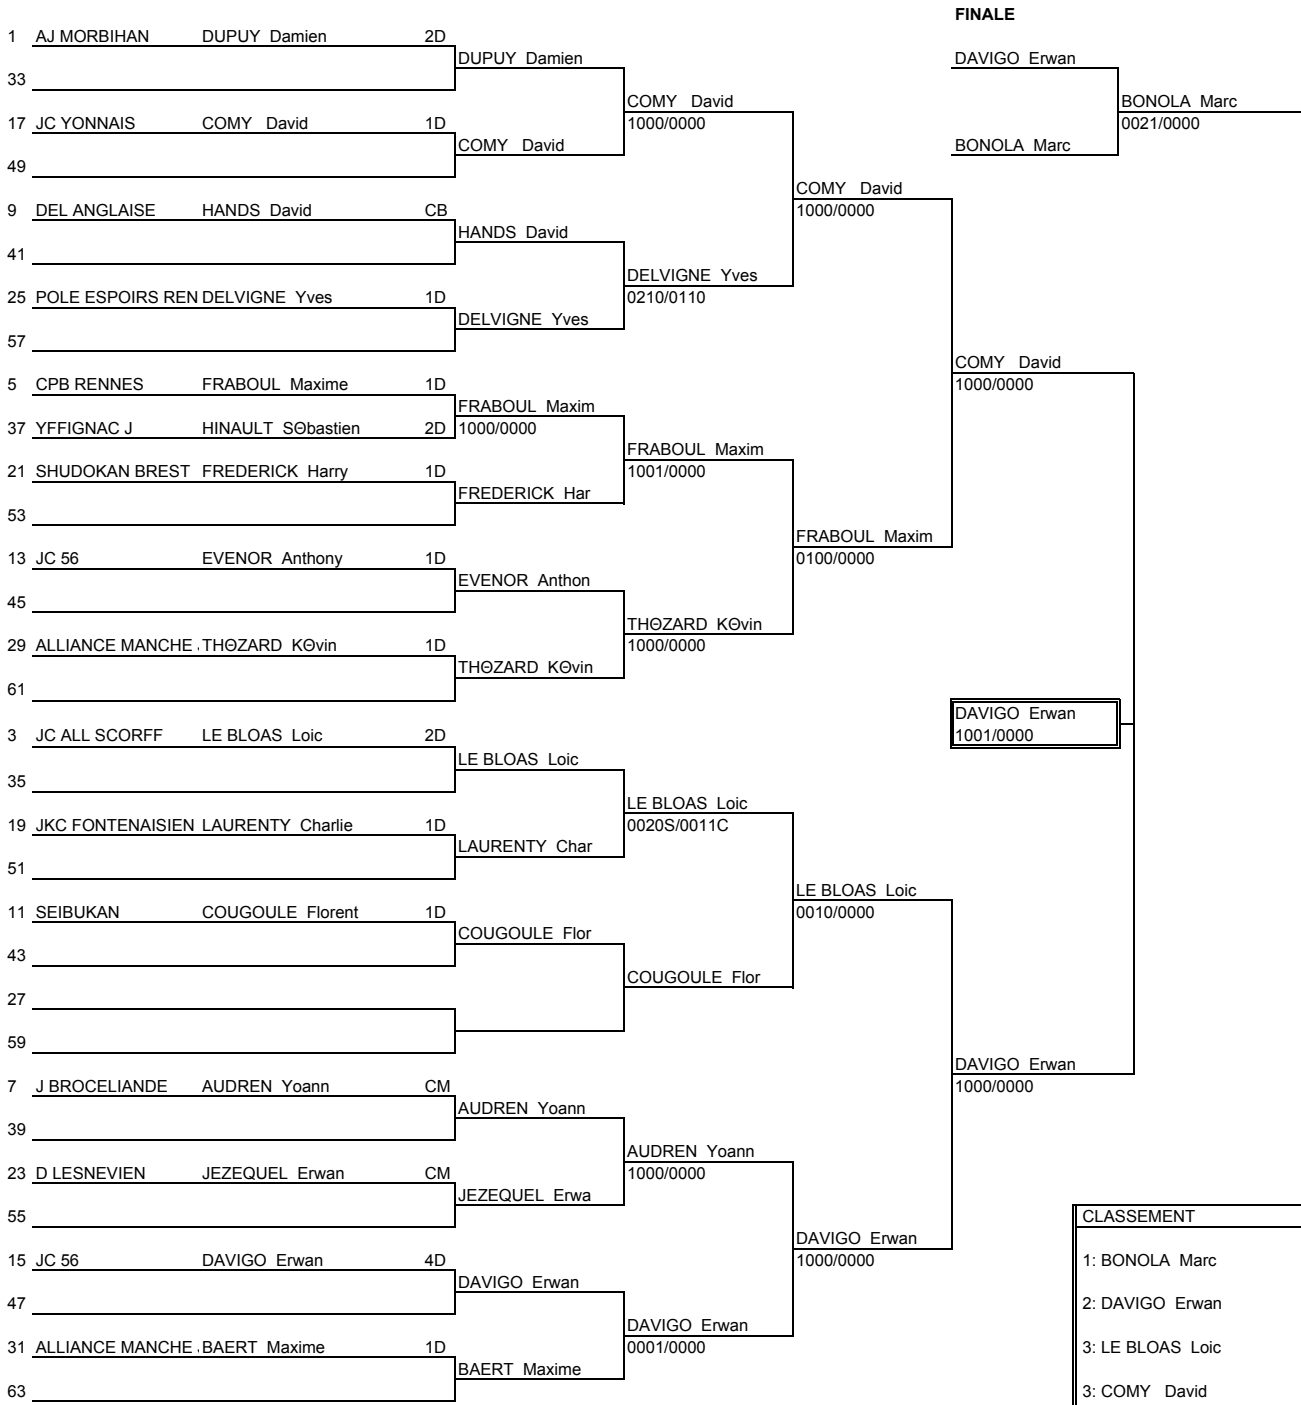 FINALE
1 AJ MORBIHAN DUPUY Damien 2D
DUPUY Damien
DAVIGO Erwan
33
COMY David
1000/0000
BONOLA Marc
0021/0000
17 JC YONNAIS COMY David 1D
COMY David
BONOLA Marc
49
COMY David
1000/0000
9 DEL ANGLAISE HANDS David CB
HANDS David
41
DELVIGNE Yves
0210/0110
25 POLE ESPOIRS REN DELVIGNE Yves 1D
DELVIGNE Yves
57
COMY David
1000/0000
5 CPB RENNES FRABOUL Maxime 1D
FRABOUL Maxim
1000/0000
37 YFFIGNAC J HINAULT SΘbastien 2D
FRABOUL Maxim
1001/0000
21 SHUDOKAN BREST FREDERICK Harry 1D
FREDERICK Har
53
FRABOUL Maxim
0100/0000
13 JC 56 EVENOR Anthony 1D
EVENOR Anthon
45
THΘZARD KΘvin
1000/0000
29 ALLIANCE MANCHE THΘZARD KΘvin 1D
THΘZARD KΘvin
61
DAVIGO Erwan
1001/0000
3 JC ALL SCORFF LE BLOAS Loic 2D
LE BLOAS Loic
35
LE BLOAS Loic
0020S/0011C
19 JKC FONTENAISIEN LAURENTY Charlie 1D
LAURENTY Char
51
LE BLOAS Loic
0010/0000
11 SEIBUKAN COUGOULE Florent 1D
COUGOULE Flor
43
COUGOULE Flor
27
59
DAVIGO Erwan
1000/0000
7 J BROCELIANDE AUDREN Yoann CM
AUDREN Yoann
39
AUDREN Yoann
1000/0000
23 D LESNEVIEN JEZEQUEL Erwan CM
JEZEQUEL Erwa
55
DAVIGO Erwan
1000/0000
15 JC 56 DAVIGO Erwan 4D
DAVIGO Erwan
47
DAVIGO Erwan
0001/0000
31 ALLIANCE MANCHE BAERT Maxime 1D
BAERT Maxime
63
CLASSEMENT
1: BONOLA Marc
2: DAVIGO Erwan
3: LE BLOAS Loic
3: COMY David